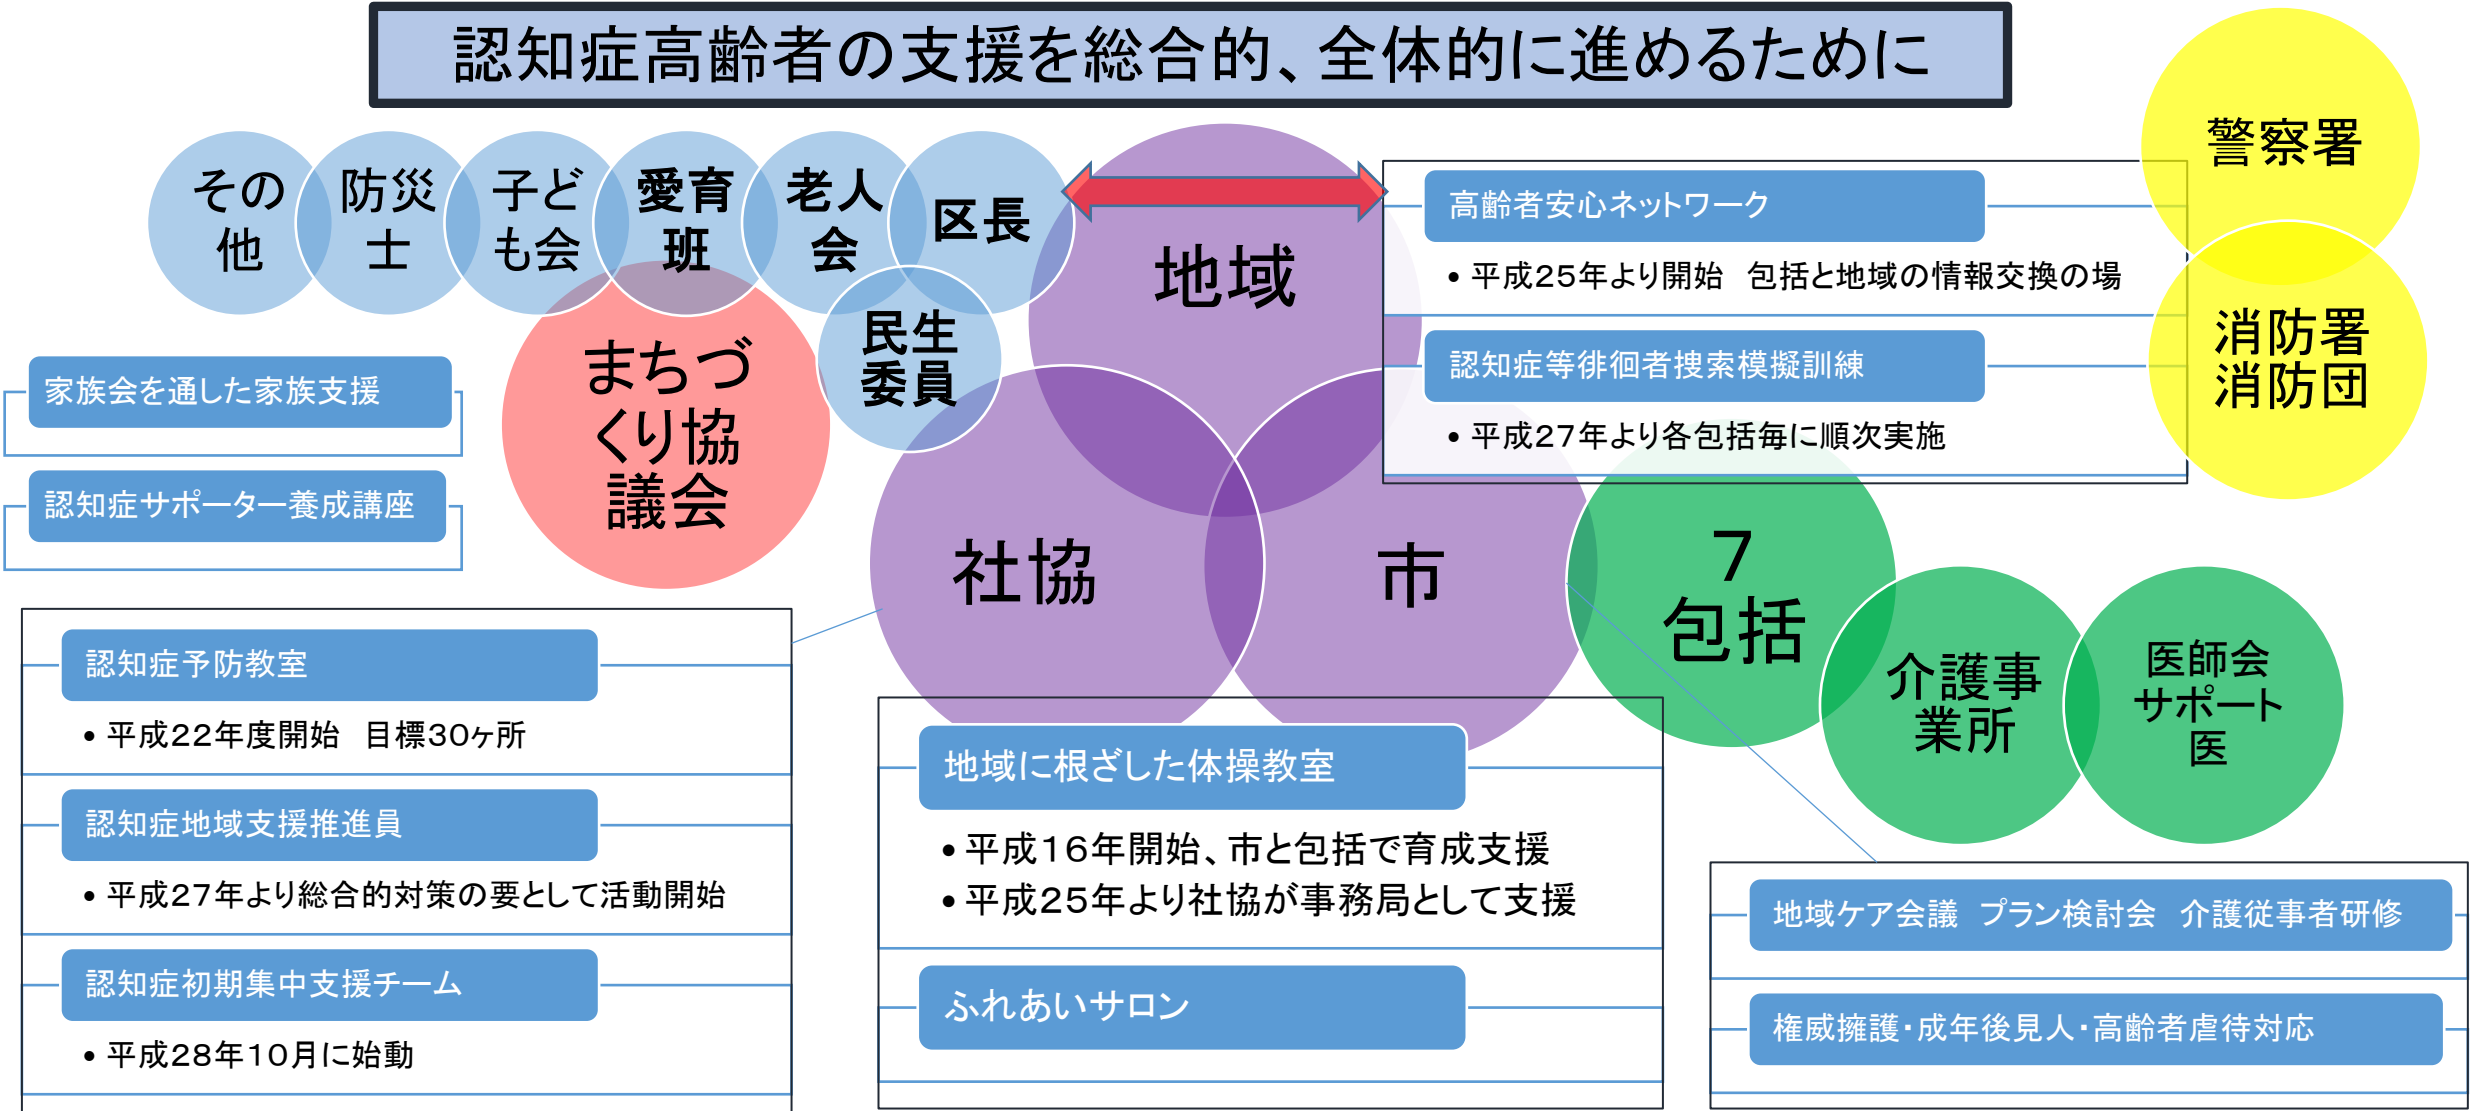 認知症高齢者の支援を総合的、全体的に進めるために
その
他
防災
士
子ど
も会
愛育
班
老人
会
区長
民生
委員
まちづ
くり協
議会
地域
社協
市
7
包括
介護事
業所
医師会
サポート
医
警察署
消防署
消防団
高齢者安心ネットワーク
• 平成25年より開始　包括と地域の情報交換の場
認知症等徘徊者捜索模擬訓練
• 平成27年より各包括毎に順次実施
家族会を通した家族支援
認知症サポーター養成講座
認知症予防教室
• 平成22年度開始　目標30ヶ所
認知症地域支援推進員
• 平成27年より総合的対策の要として活動開始
認知症初期集中支援チーム
• 平成28年10月に始動
地域に根ざした体操教室
• 平成16年開始、市と包括で育成支援
• 平成25年より社協が事務局として支援
ふれあいサロン
地域ケア会議　プラン検討会　介護従事者研修
権威擁護・成年後見人・高齢者虐待対応